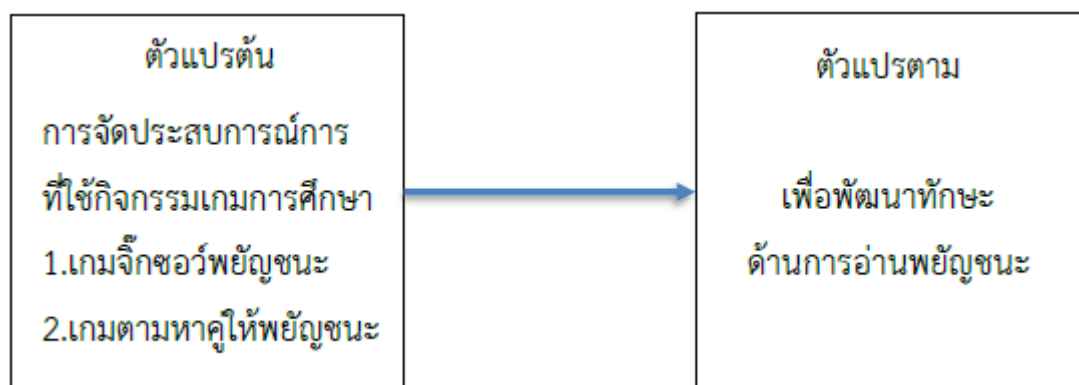 ตัวแปรต้น
การจัดประสบการณ์การ
ที่ใช้กิจกรรมเกมการศึกษา
1.เกมจิ๊กซอว์พยัญชนะ
2.เกมตามหาคู่ให้พยัญชนะ
ตัวแปรตาม
เพื่อพัฒนาทักษะ
ด้านการอ่านพยัญชนะ